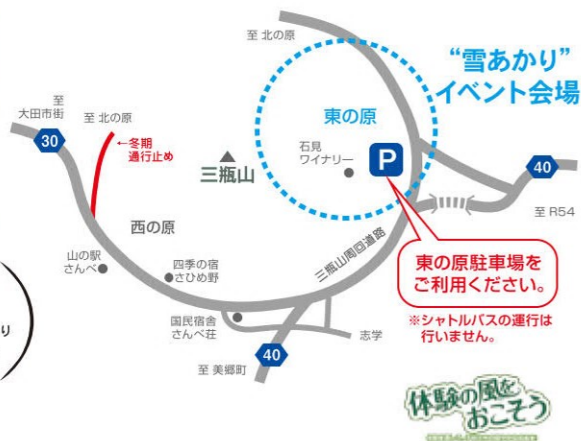 至 北の原
“雪あかり”
イベント会場
至
大田市街
至 北の原
30
←冬期
通行止め
東の原
石見
ワイナリー
P
三瓶山
40
至 R54
西の原
三瓶山周回道路
山の駅
さんべ
四季の宿
さひめ野
東の原駐車場を
ご利用ください。
※シャトルバスの運行は
行いません。
り
国民宿舎
さんべ荘
志学
40
至 美郷町
体験の風を
おこそう